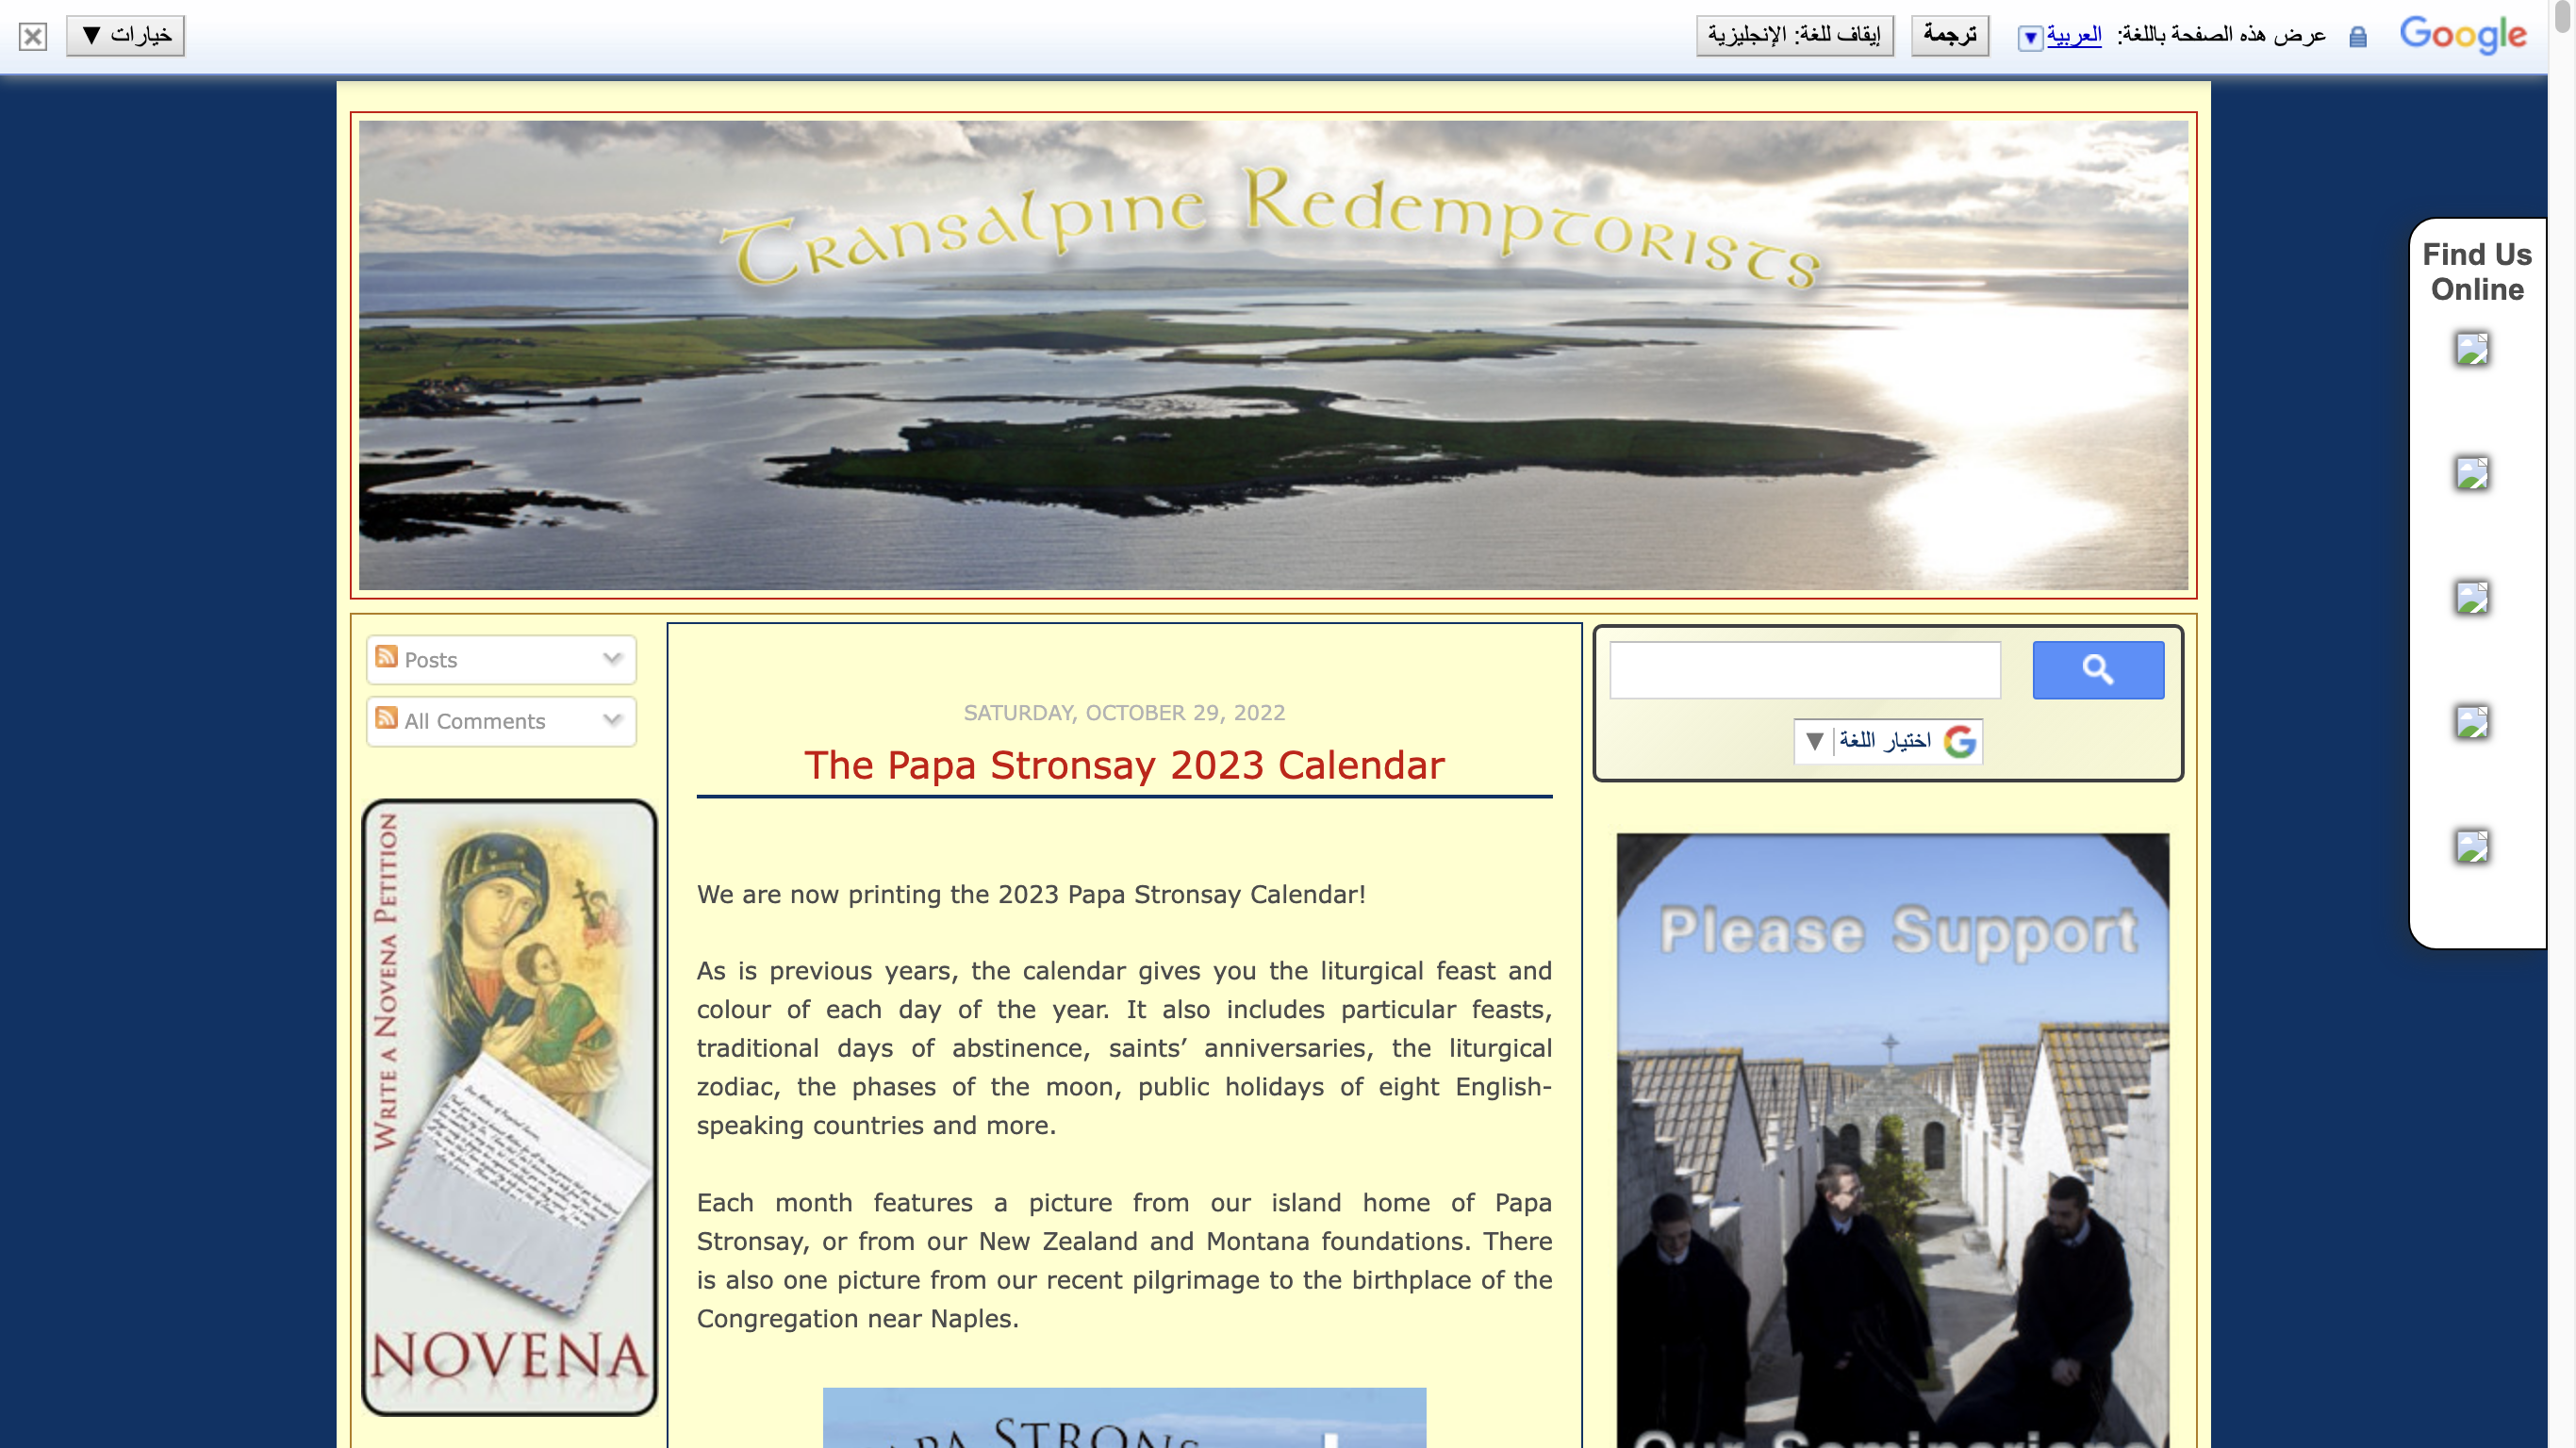 خيارات ▼
إيقاف للغة: الإنجليزية
ترجمة
عرض هذه الصفحة باللغة: العربية ▼
Google
Transalpine Redemptorists
Find Us
Online
Posts
All Comments
WRITE A NOVENA PETITION
NOVENA
SATURDAY, OCTOBER 29, 2022
The Papa Stronsay 2023 Calendar
We are now printing the 2023 Papa Stronsay Calendar!
As is previous years, the calendar gives you the liturgical feast and
colour of each day of the year. It also includes particular feasts,
traditional days of abstinence, saints’ anniversaries, the liturgical
zodiac, the phases of the moon, public holidays of eight English-
speaking countries and more.
Each month features a picture from our island home of Papa
Stronsay, or from our New Zealand and Montana foundations. There
is also one picture from our recent pilgrimage to the birthplace of the
Congregation near Naples.
اختيار اللغة ▼
Please Support
Our Seminarians